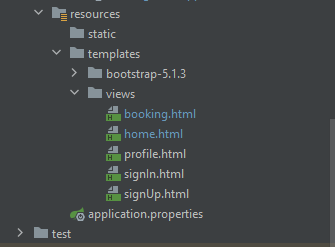 resources
static
templates
bootstrap-5.1.3
views
booking.html
home.html
profile.html
signIn.html
signUp.html
application.properties
test